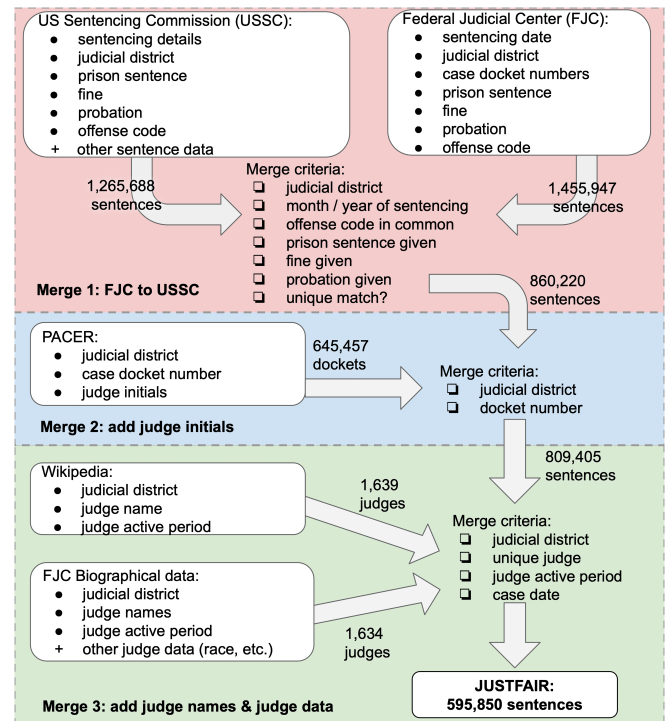 US Sentencing Commission (USSC):
● sentencing details
● judicial district
● prison sentence
● fine
● probation
● offense code
+ other sentence data
Federal Judicial Center (FJC):
● sentencing date
● judicial district
● case docket numbers
● prison sentence
● fine
● probation
● offense code
1,265,688
sentences
Merge criteria:
❏ judicial district
❏ month / year of sentencing
❏ offense code in common
❏ prison sentence given
❏ fine given
❏ probation given
❏ unique match?
1,455,947
sentences
Merge 1: FJC to USSC
860,220
sentences
PACER:
● judicial district
● case docket number
● judge initials
645,457
dockets
Merge criteria:
❏ judicial district
❏ docket number
Merge 2: add judge initials
809,405
sentences
Wikipedia:
● judicial district
● judge name
● judge active period
1,639
judges
Merge criteria:
❏ judicial district
❏ unique judge
❏ judge active period
❏ case date
FJC Biographical data:
● judicial district
● judge names
● judge active period
+ other judge data (race, etc.)
1,634
judges
JUSTFAIR:
595,850 sentences
Merge 3: add judge names & judge data